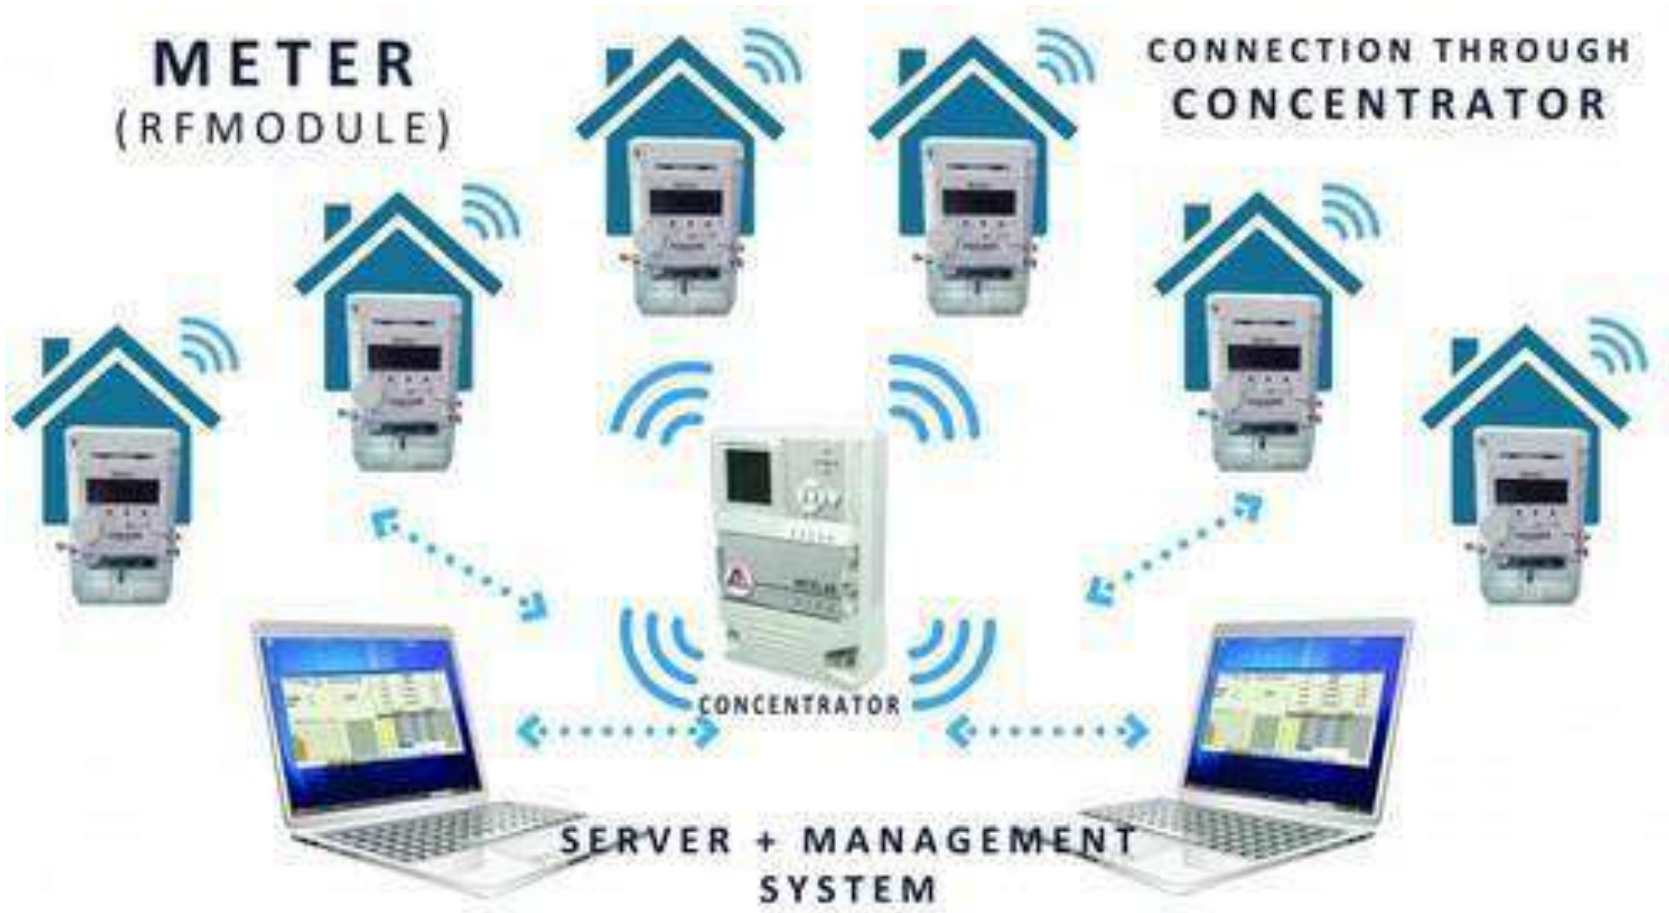 METER
(RFMODULE)
CONNECTION THROUGH
CONCENTRATOR
CONCENTRATOR
SERVER + MANAGEMENT
SYSTEM